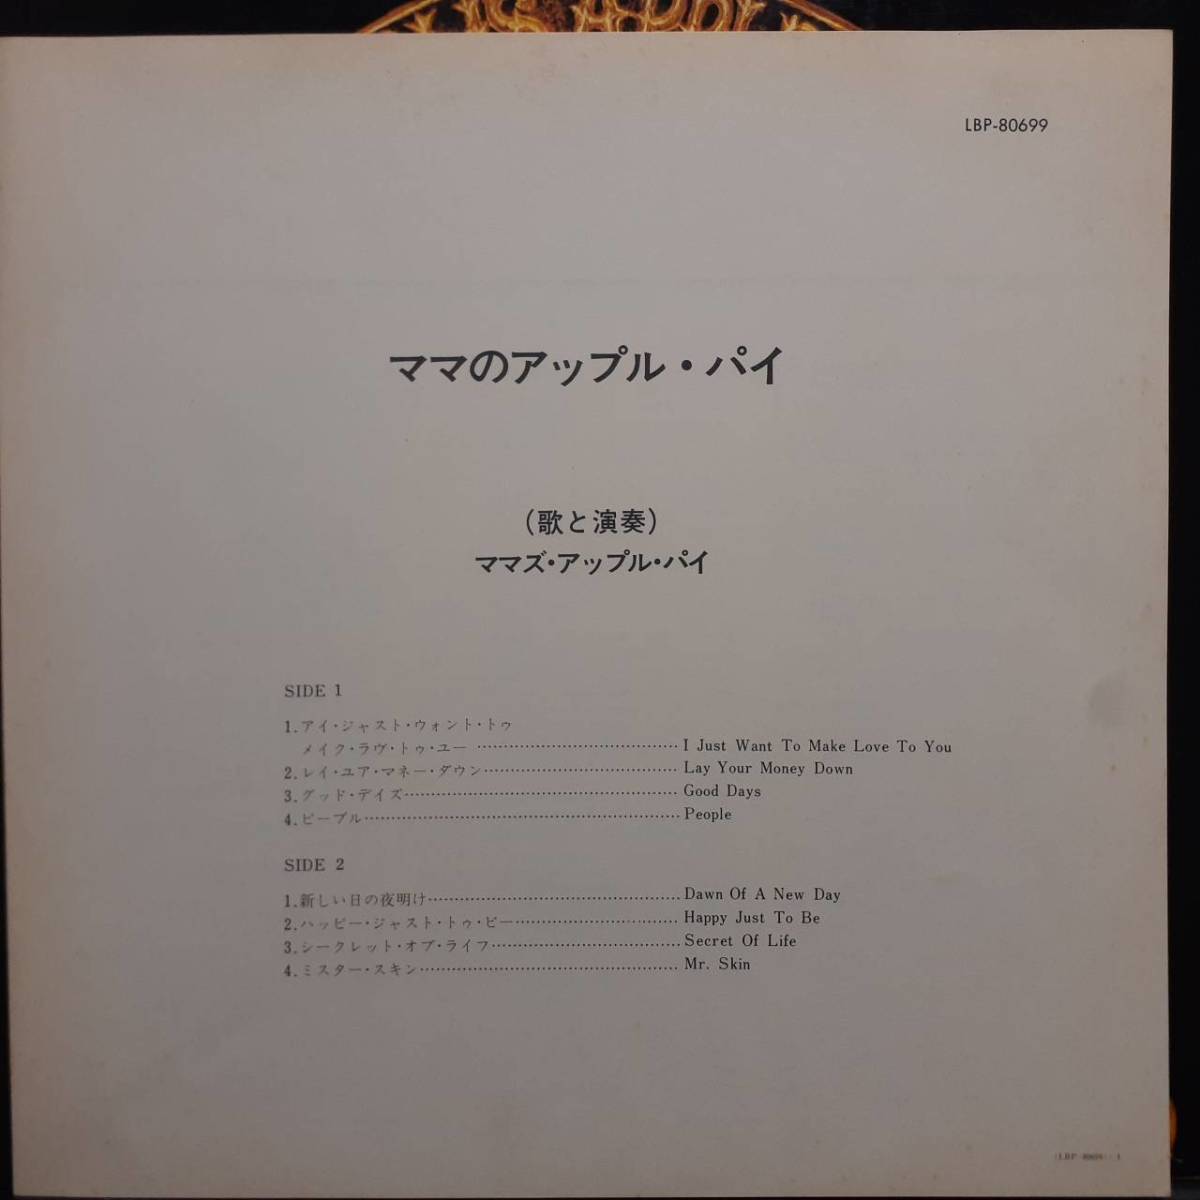 LBP-80699
ママのアップル・パイ
(歌と演奏)
ママズ・アップル・パイ
SIDE 1
1.アイ・ジャスト・ウォント・トゥ
メイク・ラヴ・トゥ・ユー ……………………………… I Just Want To Make Love To You
2.レイ・ユア・マネー・ダウン……………………………… Lay Your Money Down
3.グッド・デイズ……………………………………………… Good Days
4.ピープル……………………………………………………… People
SIDE 2
1.新しい日の夜明け………………………………………… Dawn Of A New Day
2.ハッピー・ジャスト・トゥ・ビー………………………… Happy Just To Be
3.シークレット・オブ・ライフ……………………………… Secret Of Life
4.ミスター・スキン………………………………………… Mr. Skin